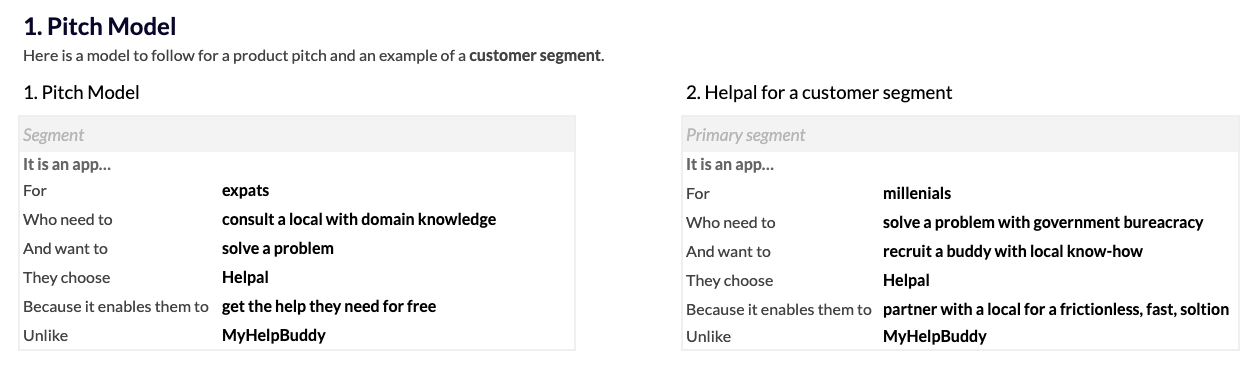 1. Pitch Model
Here is a model to follow for a product pitch and an example of a customer segment.
1. Pitch Model
Segment
It is an app...
For expats
Who need to consult a local with domain knowledge
And want to solve a problem
They choose Helpal
Because it enables them to get the help they need for free
Unlike MyHelpBuddy
2. Helpal for a customer segment
Primary segment
It is an app...
For millenials
Who need to solve a problem with government bureacracy
And want to recruit a buddy with local know-how
They choose Helpal
Because it enables them to partner with a local for a frictionless, fast, soltion
Unlike MyHelpBuddy